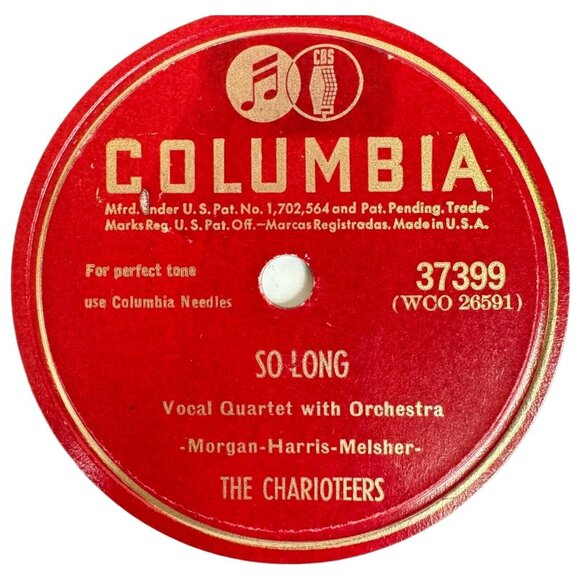 CBS
COLUMBIA
Mfrd. under U.S. Pat. No. 1,702,564 and Pat. Pending. Trade-
Marks Reg. U.S. Pat. Off.—Marcas Registradas. Made in U.S.A.
For perfect tone
use Columbia Needles
37399
(WCO 26591)
SO LONG
Vocal Quartet with Orchestra
-Morgan-Harris-Melsher-
THE CHARIOTEERS